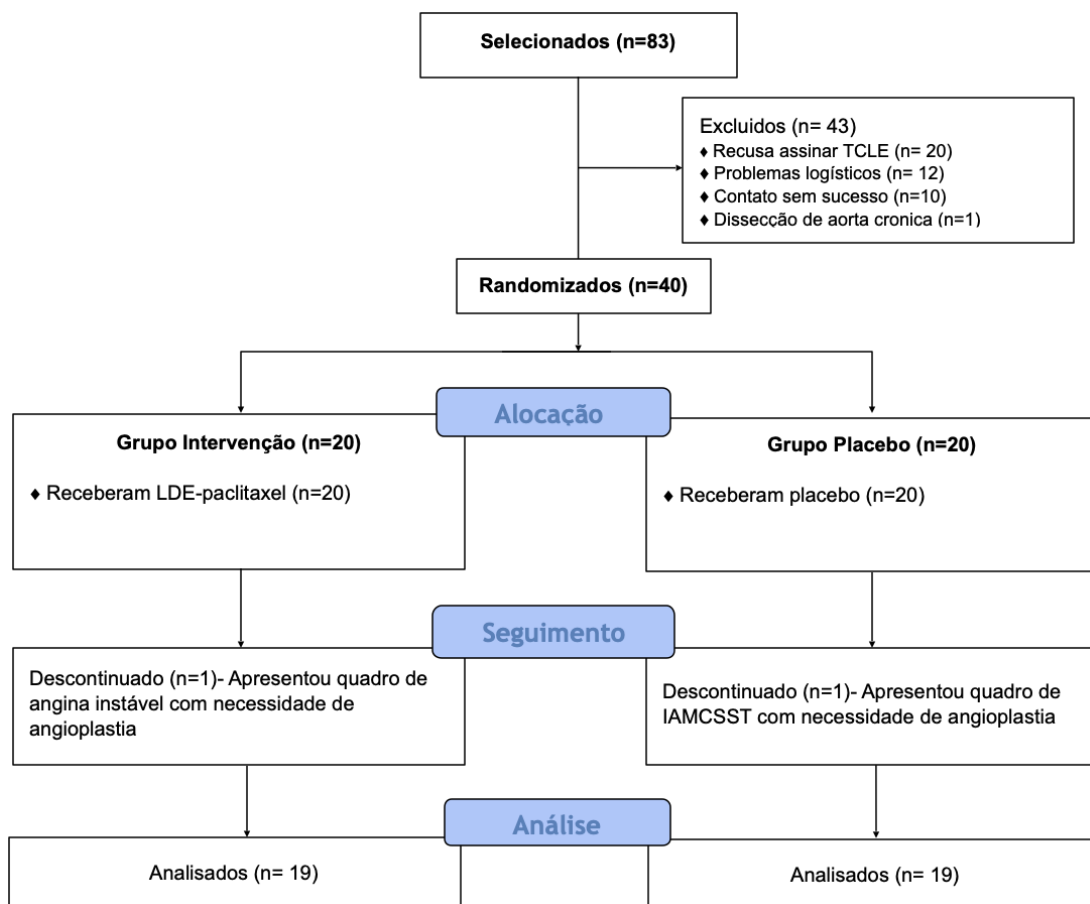 Selecionados (n=83)
Excluidos (n= 43)
♦ Recusa assinar TCLE (n= 20)
♦ Problemas logísticos (n= 12)
♦ Contato sem sucesso (n=10)
♦ Dissecção de aorta cronica (n=1)
Randomizados (n=40)
Alocação
Grupo Intervenção (n=20)
♦ Receberam LDE-paclitaxel (n=20)
Grupo Placebo (n=20)
♦ Receberam placebo (n=20)
Seguimento
Descontinuado (n=1)- Apresentou quadro de
angina instável com necessidade de
angioplastia
Descontinuado (n=1)- Apresentou quadro de
IAMCSST com necessidade de angioplastia
Análise
Analisados (n= 19)
Analisados (n= 19)